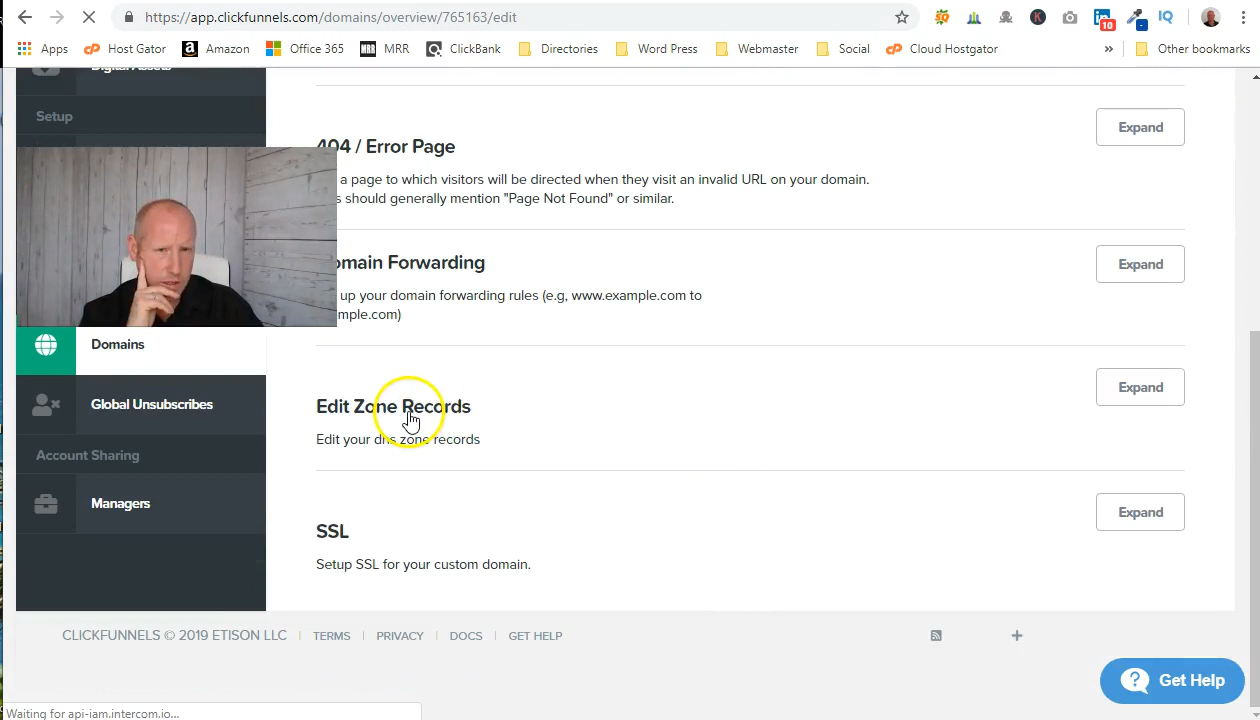 https://app.clickfunnels.com/domains/overview/765163/edit
10
IQ
Apps
Host Gator
Amazon
Office 365
MRR
MRR
ClickBank
Directories
Word Press
Webmaster
Social
Cloud Hostgator
»
Other bookmarks
Digital Assets
Setup
Domains
Global Unsubscribes
Account Sharing
Managers
404 / Error Page
Expand
a page to which visitors will be directed when they visit an invalid URL on your domain.
should generally mention "Page Not Found" or similar.
omain Forwarding
Expand
up your domain forwarding rules (e.g, www.example.com to
mple.com)
Edit Zone Records
Expand
Edit your dns zone records
SSL
Expand
Setup SSL for your custom domain.
CLICKFUNNELS © 2019 ETISON LLC
TERMS
PRIVACY
DOCS
GET HELP
Get Help
Waiting for api-iam.intercom.io...